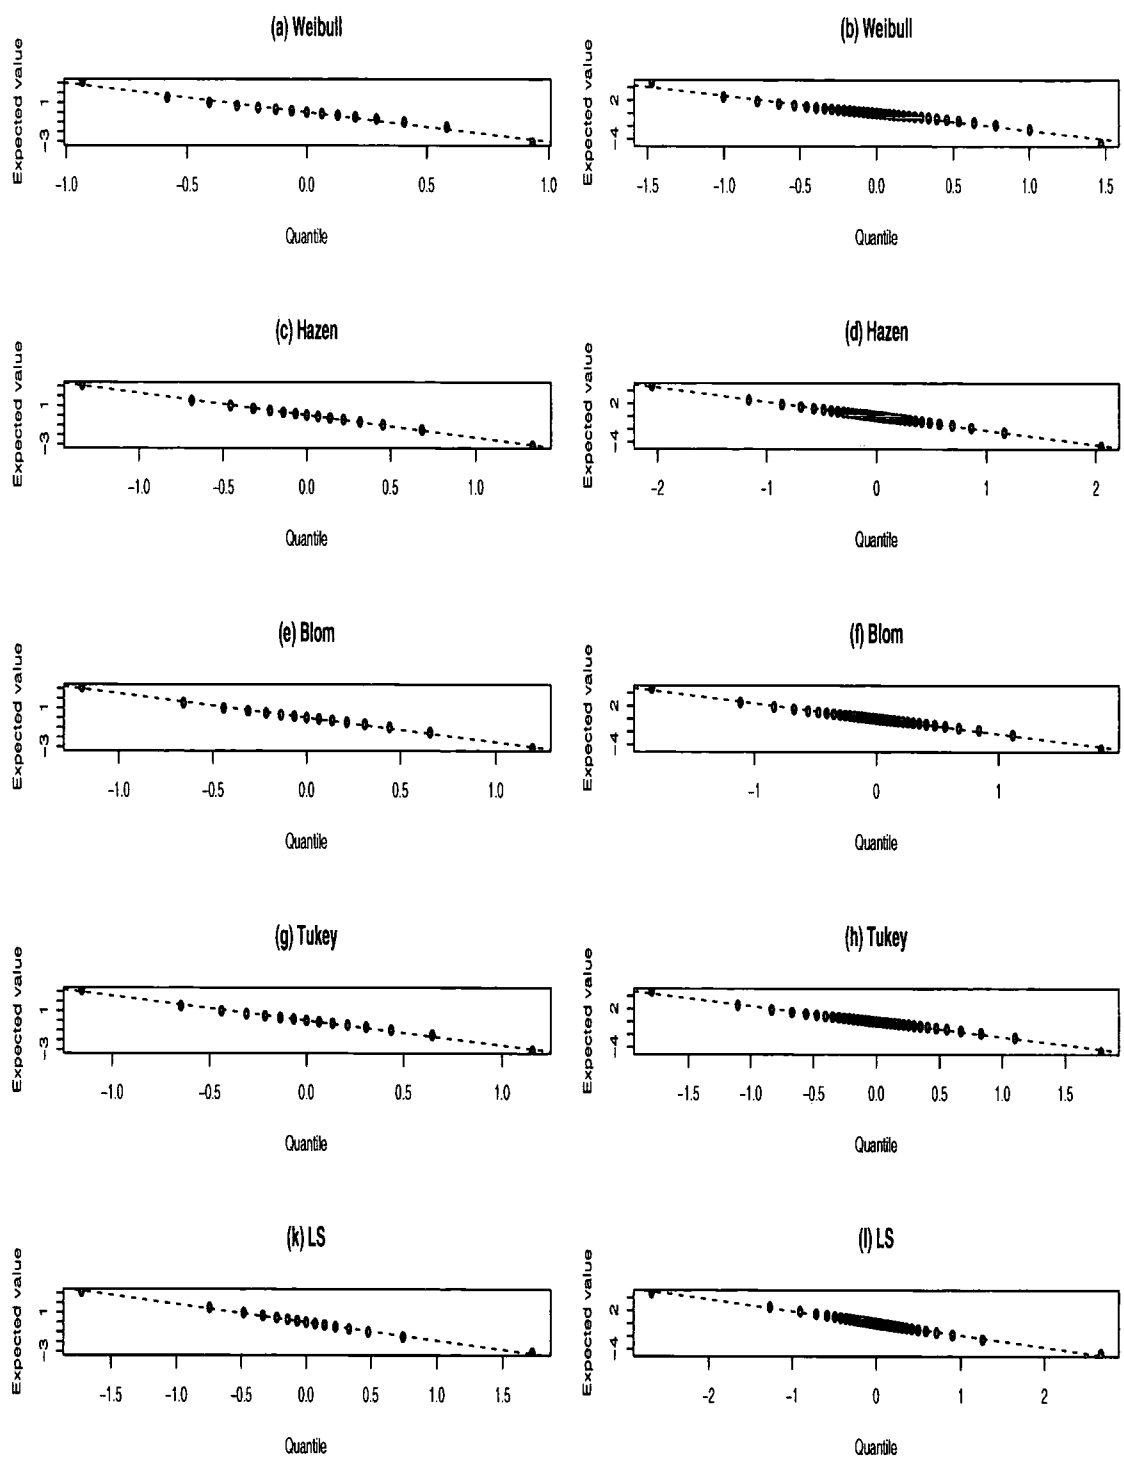 (a) Weibull
(b) Weibull
Expected value
1
−3
−1.0 −0.5 0.0 0.5 1.0
Quantile
Expected value
2
−4
−1.5 −1.0 −0.5 0.0 0.5 1.0 1.5
Quantile
(c) Hazen
(d) Hazen
Expected value
1
−3
−1.0 −0.5 0.0 0.5 1.0
Quantile
Expected value
2
−4
−2 −1 0 1 2
Quantile
(e) Blom
(f) Blom
Expected value
1
−3
−1.0 −0.5 0.0 0.5 1.0
Quantile
Expected value
2
−4
−1 0 1
Quantile
(g) Tukey
(h) Tukey
Expected value
1
−3
−1.0 −0.5 0.0 0.5 1.0
Quantile
Expected value
2
−4
−1.5 −1.0 −0.5 0.0 0.5 1.0 1.5
Quantile
(k) LS
(l) LS
Expected value
1
−3
−1.5 −1.0 −0.5 0.0 0.5 1.0 1.5
Quantile
Expected value
2
−4
−2 −1 0 1 2
Quantile